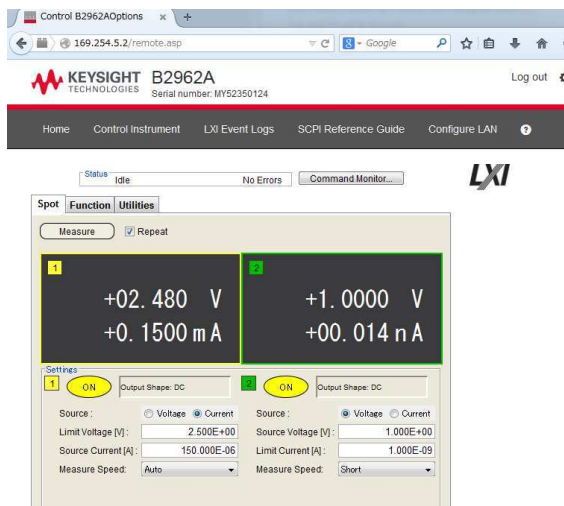 Control B2962AOptions × +
169.254.5.2/remote.asp 8 - Google
KEYSIGHT TECHNOLOGIES B2962A Log out
Serial number: MY52350124
Home Control Instrument LXI Event Logs SCPI Reference Guide Configure LAN ?
Status Idle No Errors Command Monitor... LXI
Spot Function Utilities
Measure Repeat
1 2
+02.480 V +1.0000 V
+0.1500 mA +00.014 nA
Settings
1 ON Output Shape: DC 2 ON Output Shape: DC
Source : Voltage Current Source : Voltage Current
Limit Voltage [V] : 2.500E+00 Source Voltage [V] : 1.000E+00
Source Current [A] : 150.000E-06 Limit Current [A] : 1.000E-09
Measure Speed: Auto Measure Speed: Short